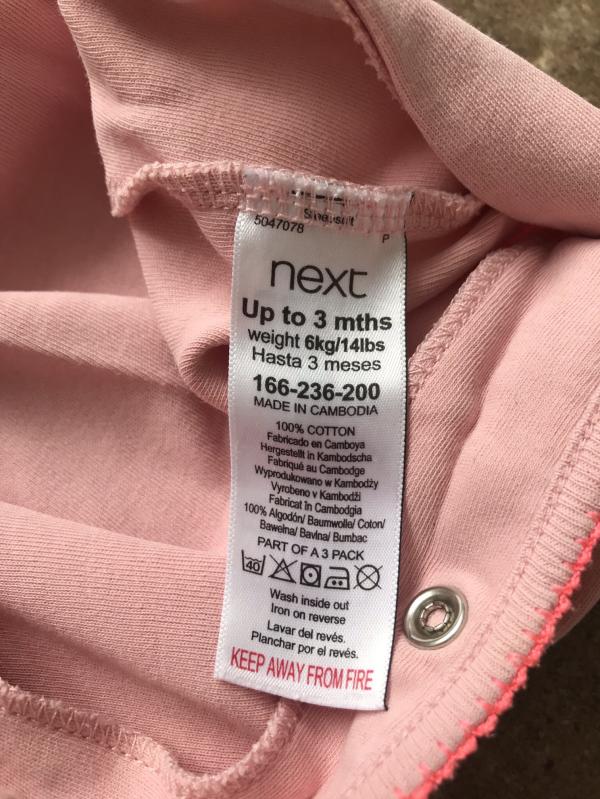 Sleepsuit
5047078
P
next
Up to 3 mths
weight 6kg/14lbs
Hasta 3 meses
166-236-200
MADE IN CAMBODIA
100% COTTON
Fabricado en Camboya
Hergestellt in Kambodscha
Fabriqué au Cambodge
Wyprodukowano w Kambodży
Vyrobeno v Kambodži
Fabricat în Cambodgia
100% Algodón/ Baumwolle/ Coton/
Bawełna/ Bavlna/ Bumbac
PART OF A 3 PACK
40
Wash inside out
Iron on reverse
Lavar del revés.
Planchar por el revés.
KEEP AWAY FROM FIRE